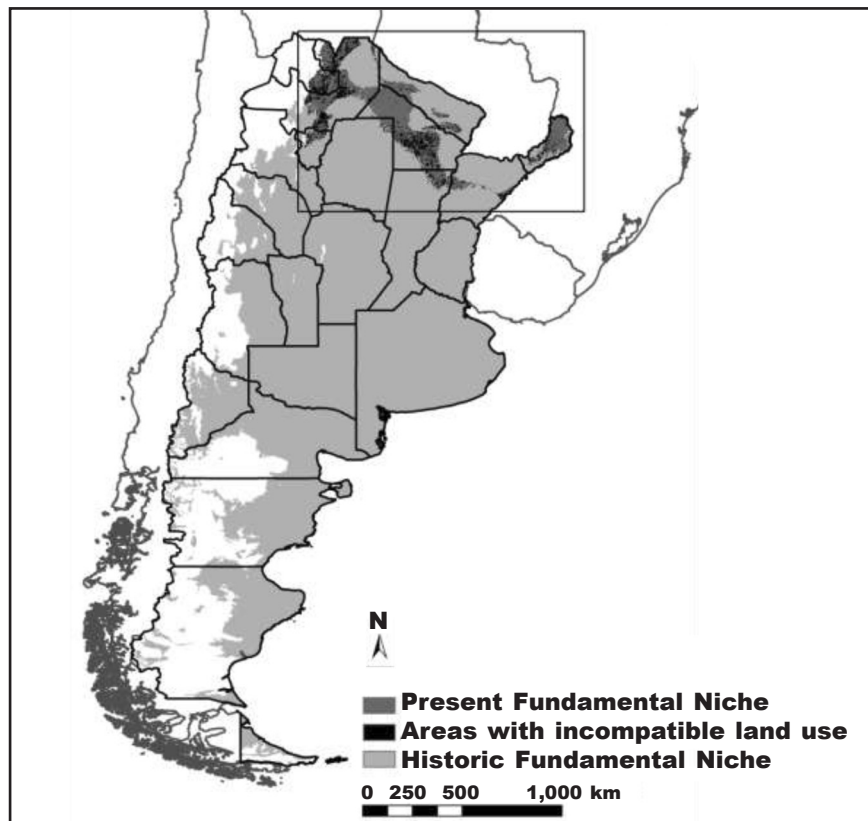 N
Present Fundamental Niche
Areas with incompatible land use
Historic Fundamental Niche
0 250 500 1,000 km